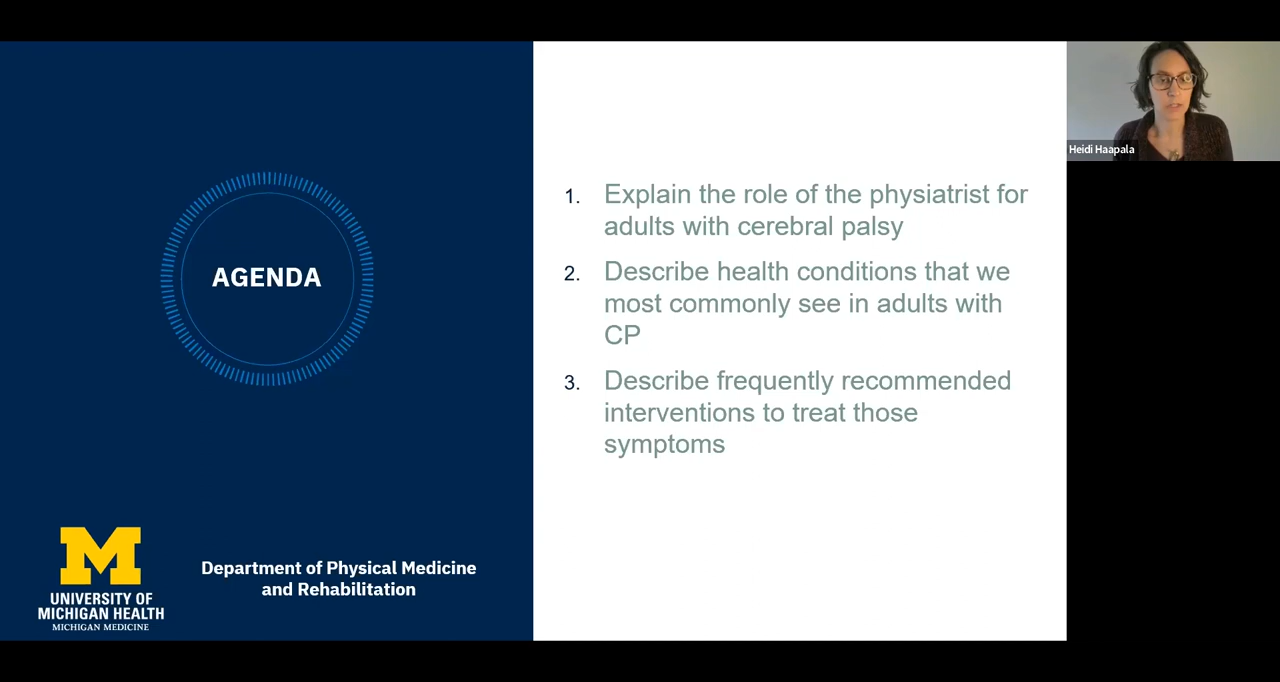 AGENDA
1. Explain the role of the physiatrist for
adults with cerebral palsy
2. Describe health conditions that we
most commonly see in adults with
CP
3. Describe frequently recommended
interventions to treat those
symptoms
M
UNIVERSITY OF
MICHIGAN HEALTH
MICHIGAN MEDICINE
Department of Physical Medicine
and Rehabilitation
Heidi Haapala